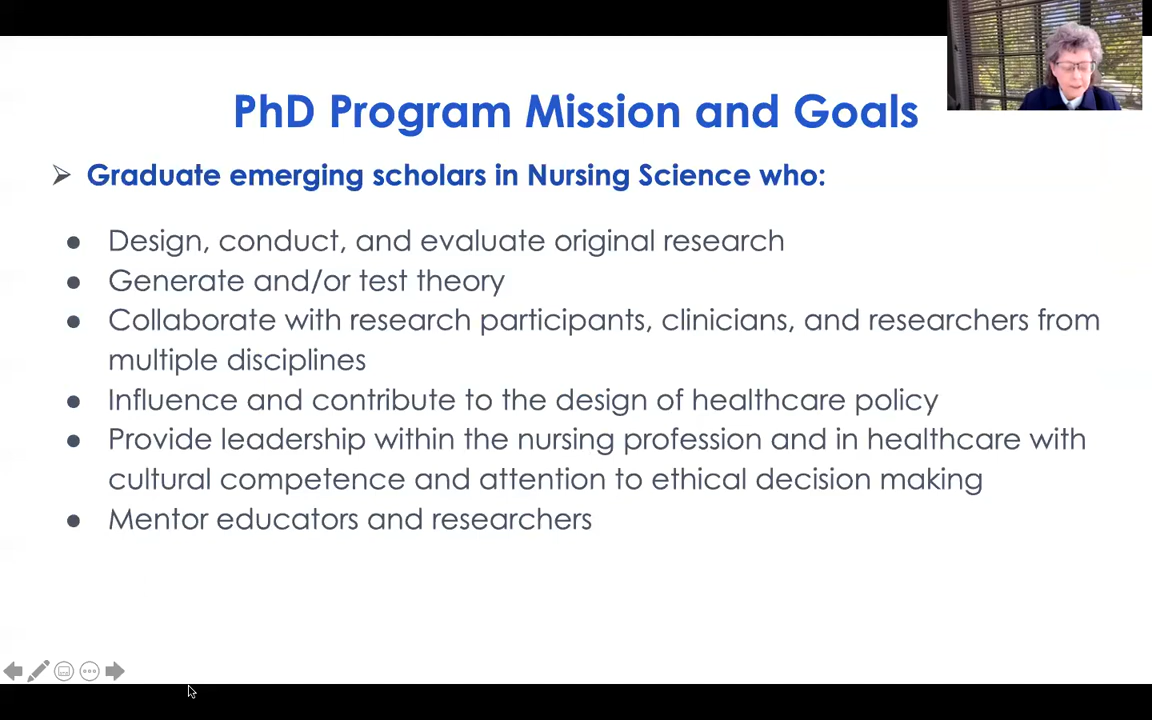 PhD Program Mission and Goals
Graduate emerging scholars in Nursing Science who:
Design, conduct, and evaluate original research
Generate and/or test theory
Collaborate with research participants, clinicians, and researchers from
multiple disciplines
Influence and contribute to the design of healthcare policy
Provide leadership within the nursing profession and in healthcare with
cultural competence and attention to ethical decision making
Mentor educators and researchers